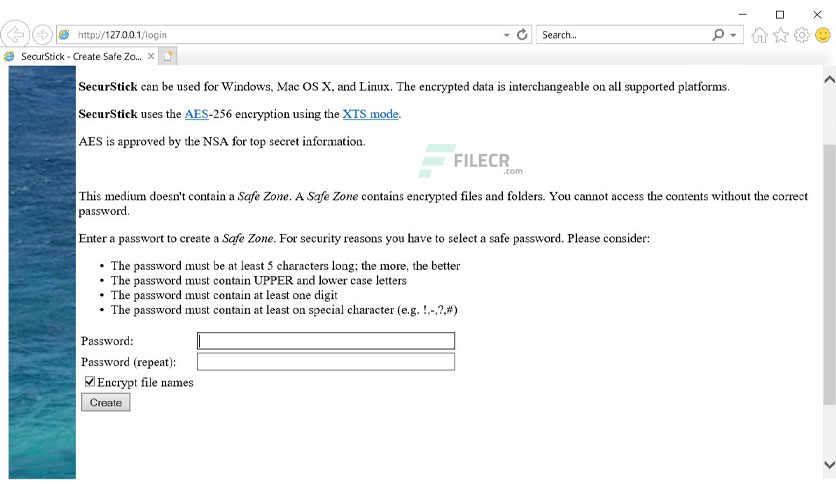 http://127.0.0.1/login
Search...
SecurStick - Create Safe Zo...
SecurStick can be used for Windows, Mac OS X, and Linux. The encrypted data is interchangeable on all supported platforms.
SecurStick uses the AES-256 encryption using the XTS mode.
AES is approved by the NSA for top secret information.
FILECR
.com
This medium doesn't contain a Safe Zone. A Safe Zone contains encrypted files and folders. You cannot access the contents without the correct
password.
Enter a passwort to create a Safe Zone. For security reasons you have to select a safe password. Please consider:
• The password must be at least 5 characters long; the more, the better
• The password must contain UPPER and lower case letters
• The password must contain at least one digit
• The password must contain at least on special character (e.g. !,-,?,#)
Password:
Password (repeat):
Encrypt file names
Create